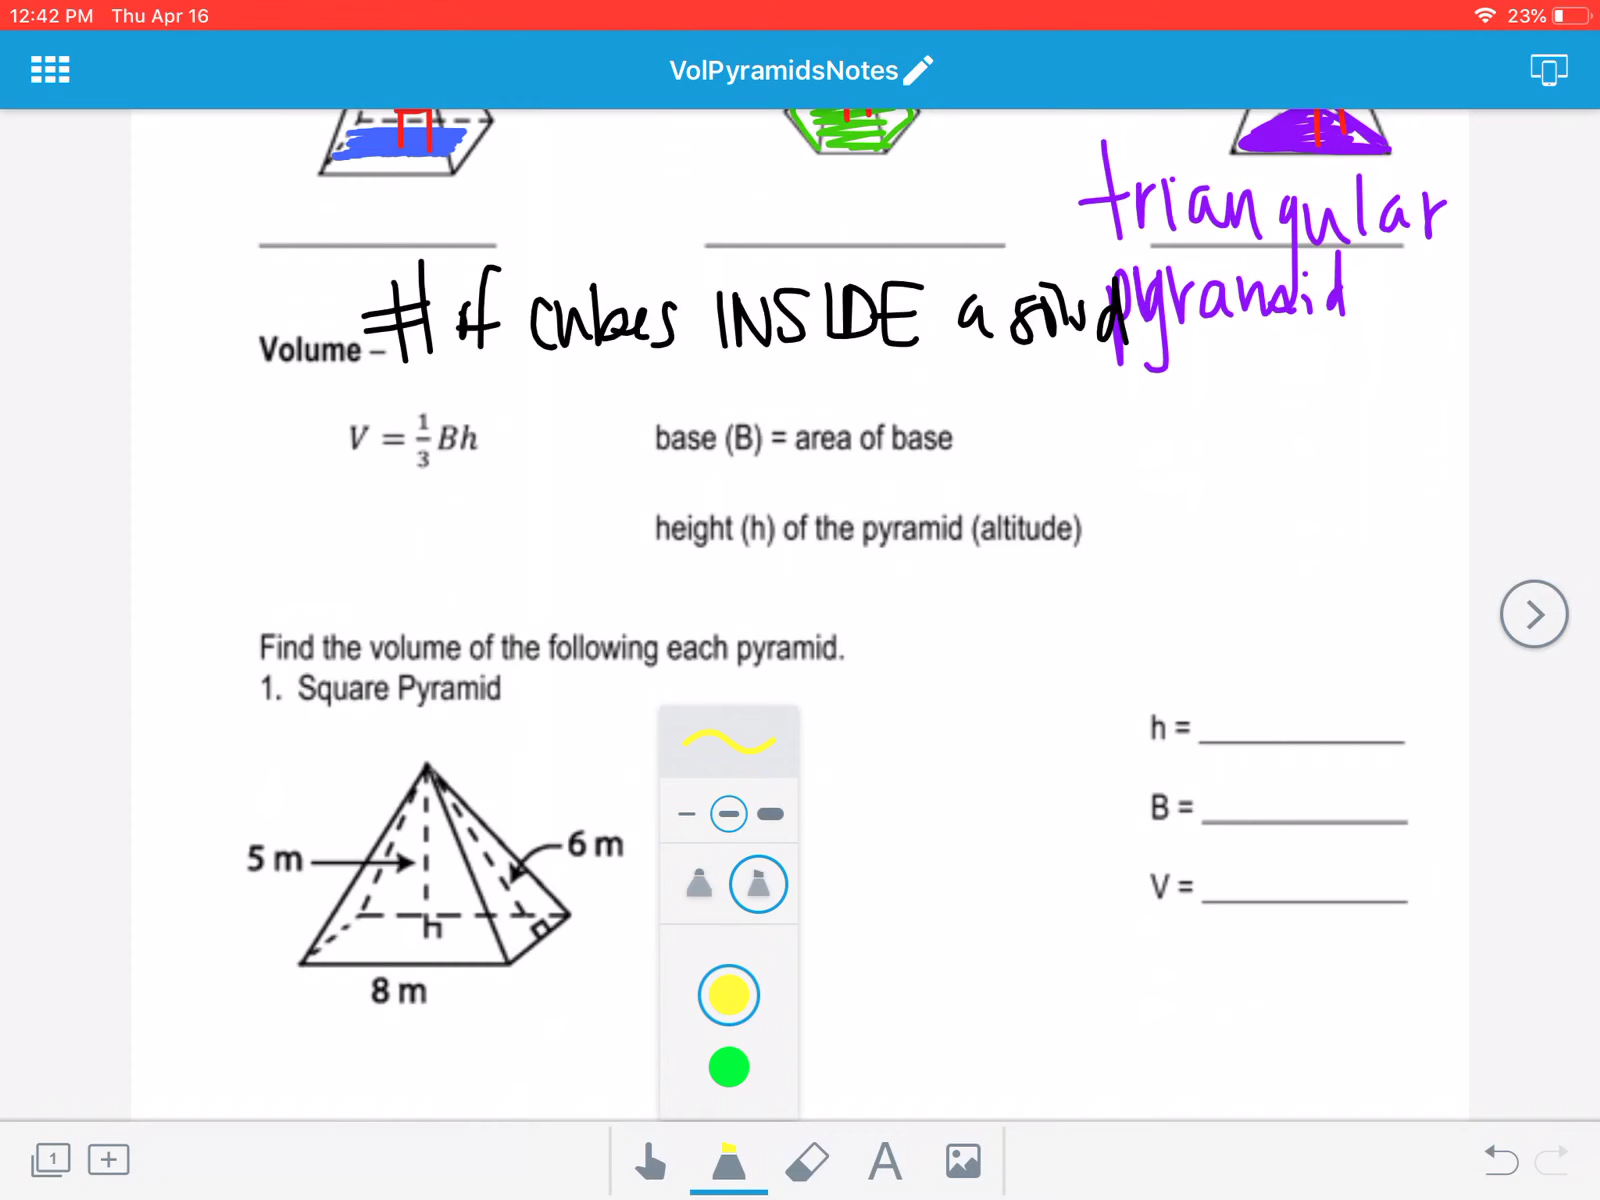 12:42 PM Thu Apr 16
23%
VolPyramidsNotes
triangular
pyramid
# of cubes INSIDE a solid
Volume –
V = 1/3 Bh
base (B) = area of base
height (h) of the pyramid (altitude)
Find the volume of the following each pyramid.
1. Square Pyramid
h =
5 m
6 m
B =
V =
h
8 m
1
A